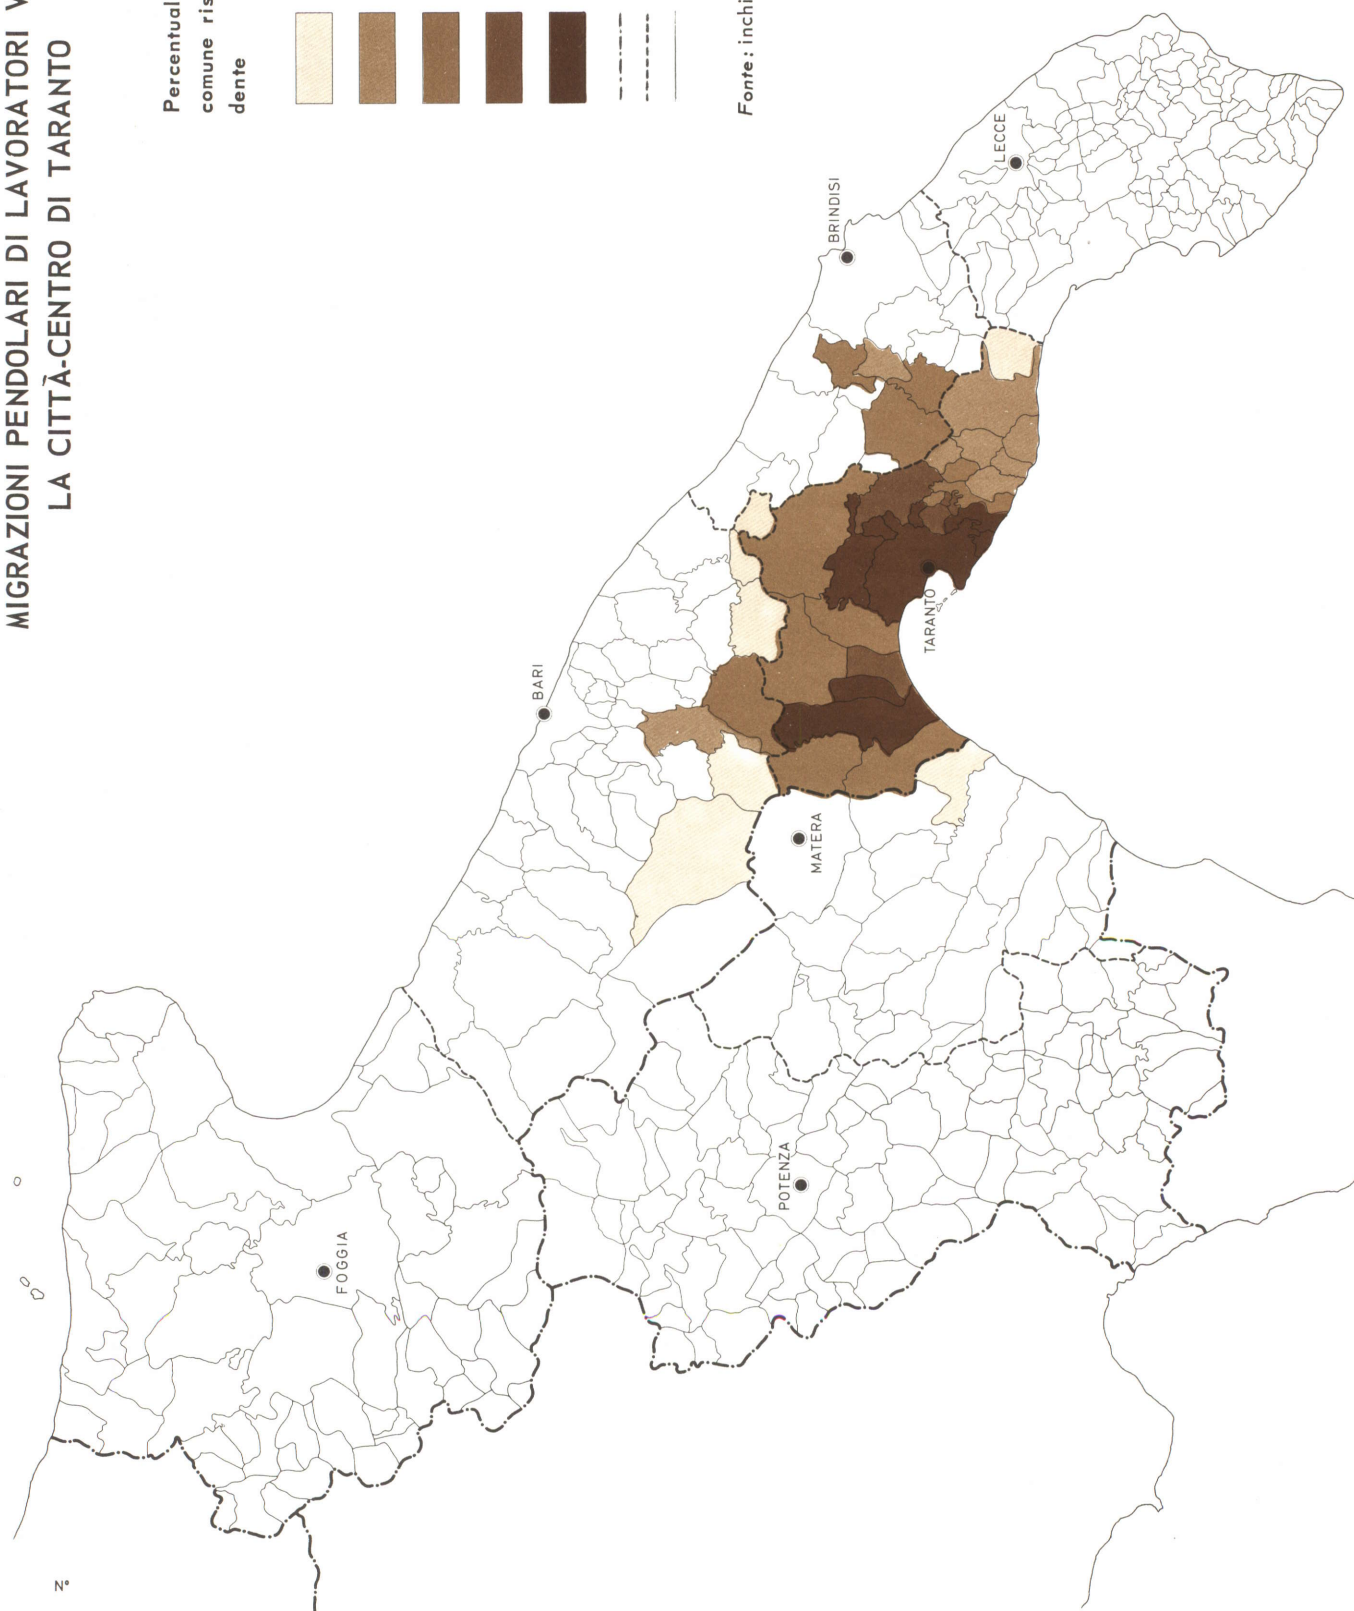 MIGRAZIONI PENDOLARI DI LAVORATORI
LA CITTÀ-CENTRO DI TARANTO
Percentual
comune ris
dente
Fonte: inchi
LECCE
BRINDISI
TARANTO
BARI
MATERA
POTENZA
FOGGIA
N°